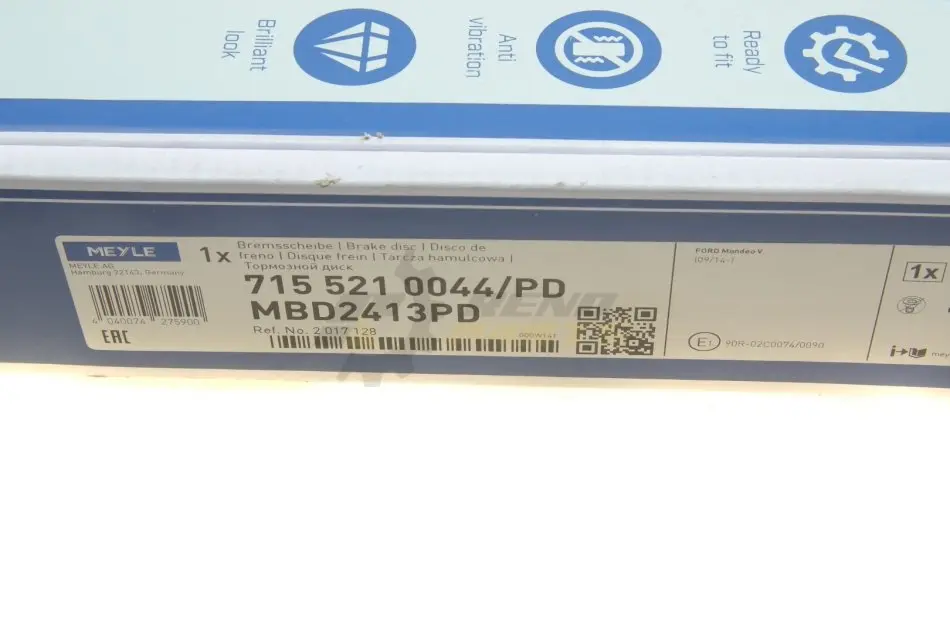 Brilliant
look
Anti
vibration
Ready
to fit
MEYLE
MEYLE AG
Hamburg 22143, Germany
4 040074 275900
EAC
1x
Bremsscheibe | Brake disc | Disco de
freno | Disque frein | Tarcza hamulcowa |
Тормозной диск
715 521 0044/PD
MBD2413PD
Ref. No. 2 017 128
FORD Mondeo V
(09/14-)
E1
90R-02C0074/0090
1x